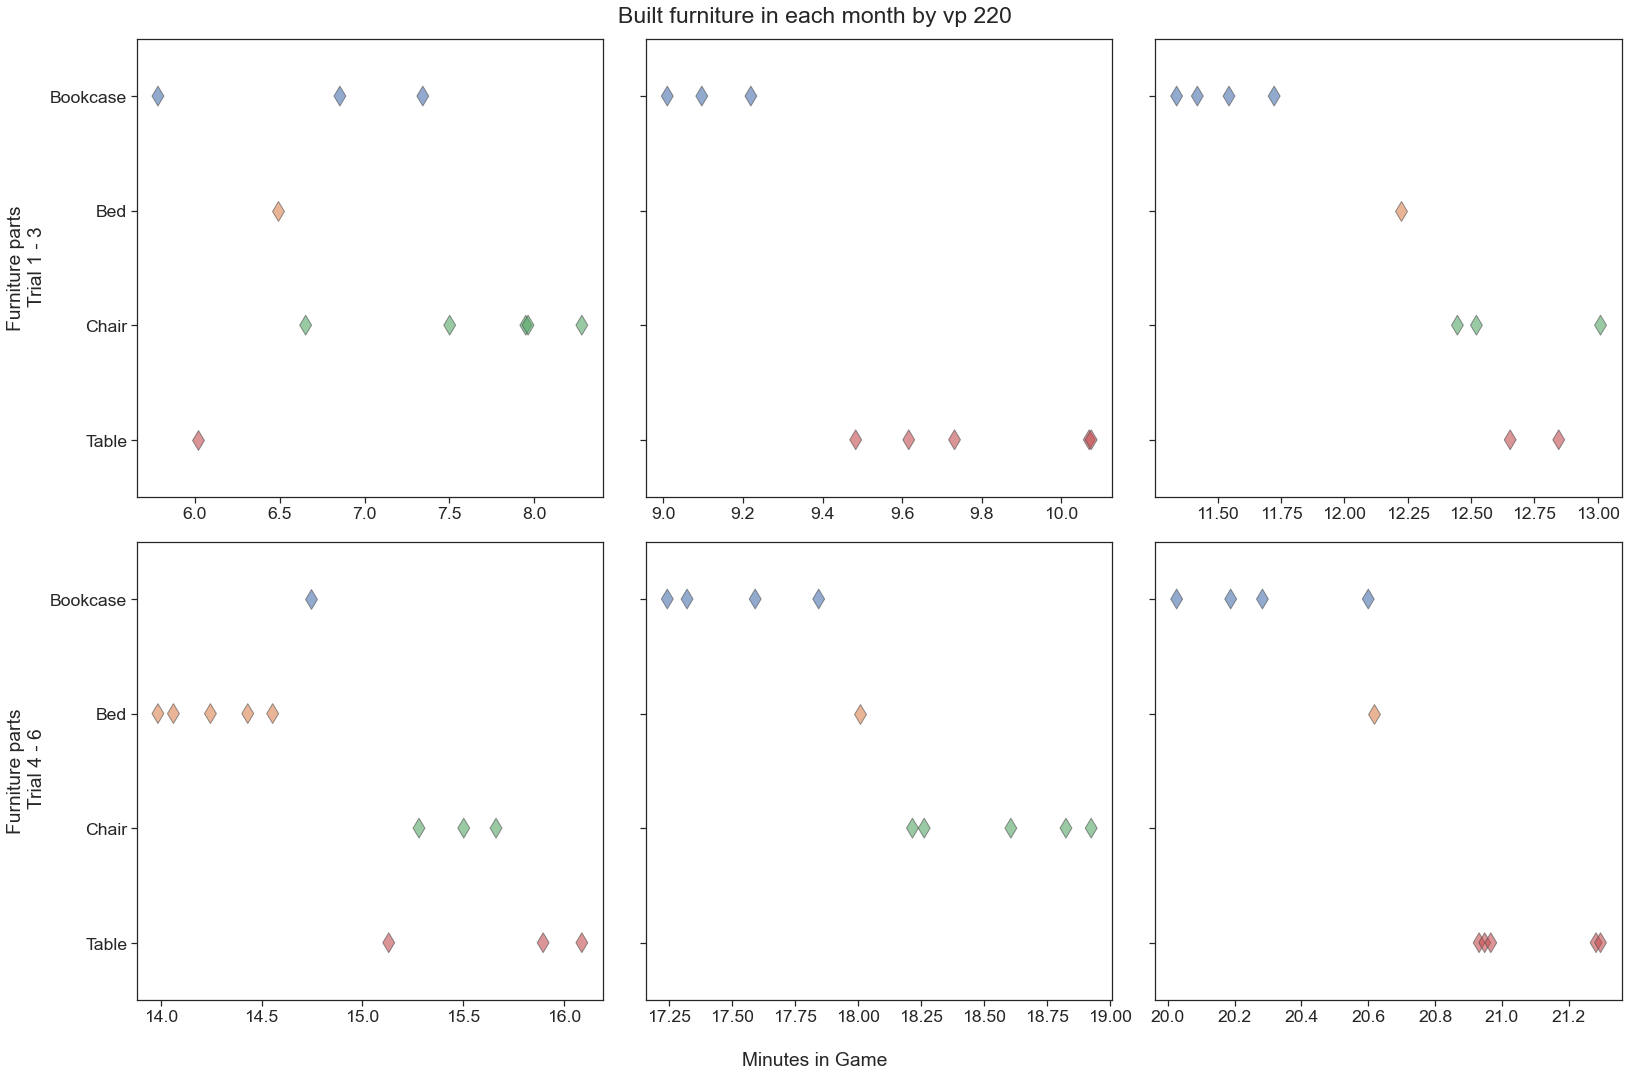 Built furniture in each month by vp 220
Furniture parts
Trial 1 - 3
Bookcase
Bed
Chair
Table
6.0 6.5 7.0 7.5 8.0
9.0 9.2 9.4 9.6 9.8 10.0
11.50 11.75 12.00 12.25 12.50 12.75 13.00
Furniture parts
Trial 4 - 6
Bookcase
Bed
Chair
Table
14.0 14.5 15.0 15.5 16.0
17.25 17.50 17.75 18.00 18.25 18.50 18.75 19.00
20.0 20.2 20.4 20.6 20.8 21.0 21.2
Minutes in Game